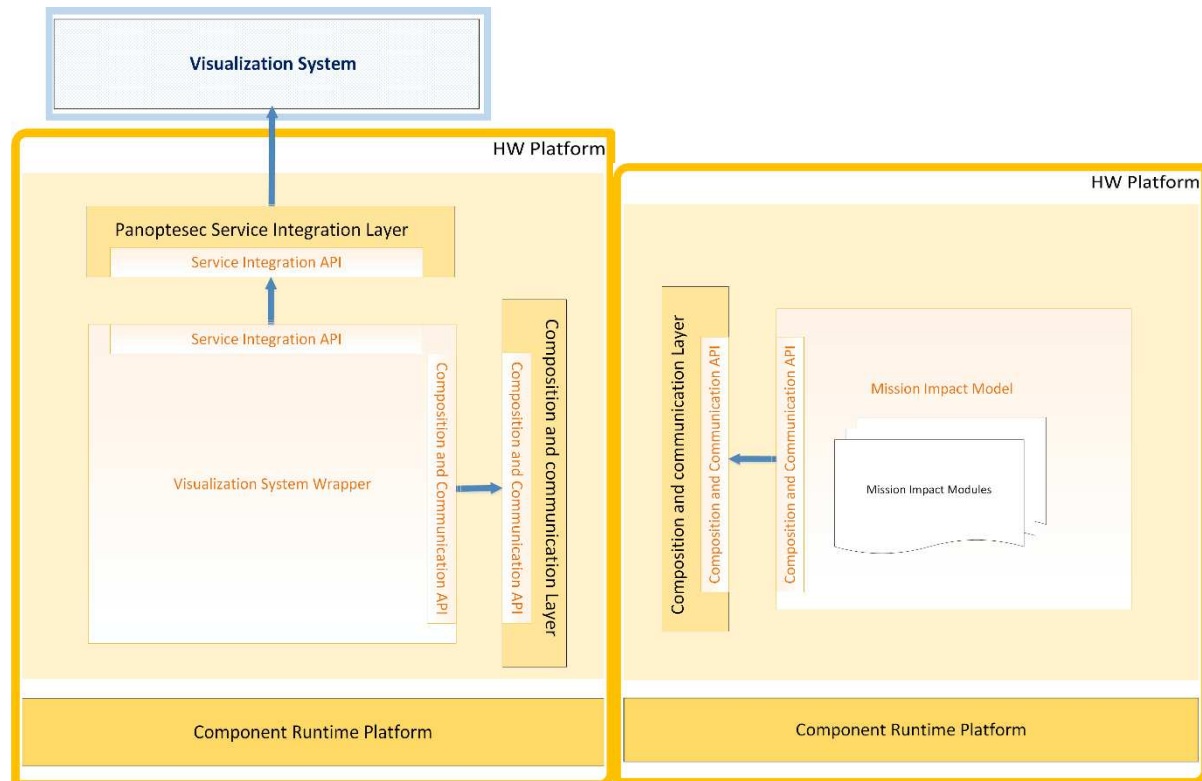 Visualization System
HW Platform
Panoptesec Service Integration Layer
Service Integration API
Service Integration API
Visualization System Wrapper
Composition and Communication API
Composition and Communication API
Composition and communication Layer
Component Runtime Platform
HW Platform
Composition and communication Layer
Composition and Communication API
Composition and Communication API
Mission Impact Model
Mission Impact Modules
Component Runtime Platform